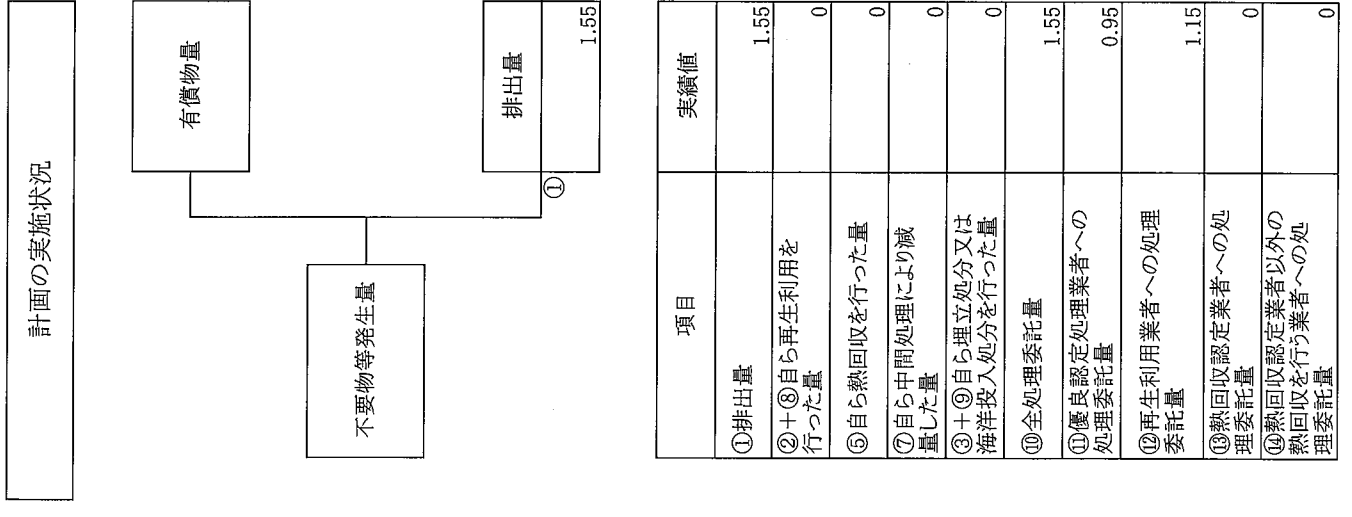 計画の実施状況
有償物量
不要物等発生量
排出量
①
1.55
項目
実績値
①排出量
1.55
②+⑧自ら再生利用を
行った量
0
⑤自ら熱回収を行った量
0
⑦自ら中間処理により減
量した量
0
③+⑨自ら埋立処分又は
海洋投入処分を行った量
0
⑩全処理委託量
1.55
⑪優良認定処理業者への
処理委託量
0.95
⑫再生利用業者への処理
委託量
1.15
⑬熱回収認定業者への処
理委託量
0
⑭熱回収認定業者以外の
熱回収を行う業者への処
理委託量
0